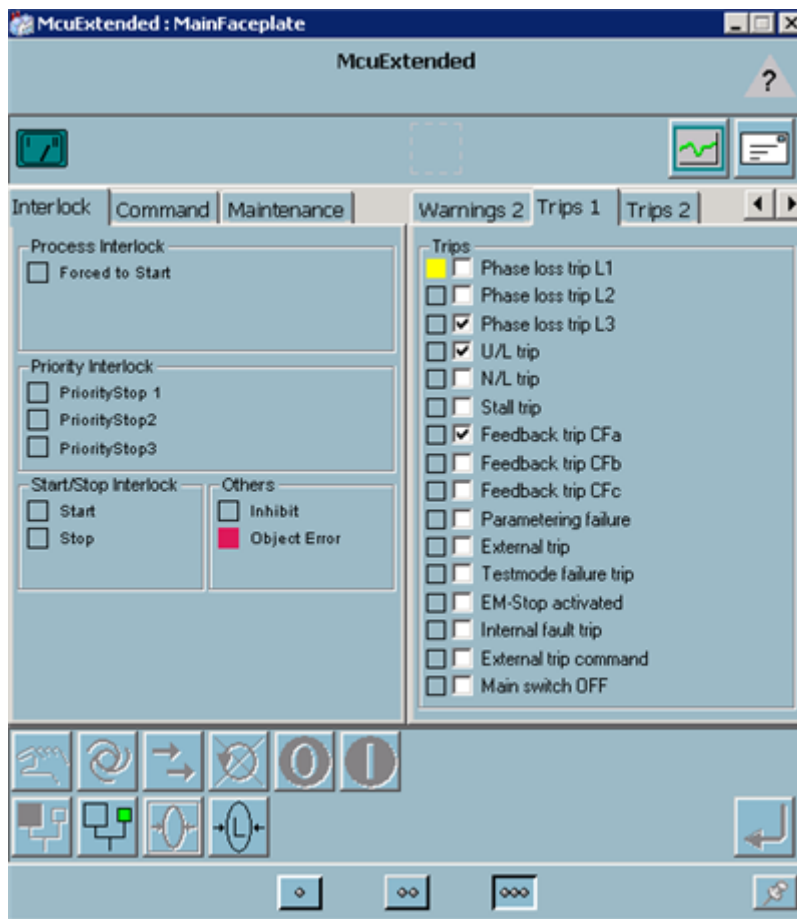 McuExtended : MainFaceplate
McuExtended
?
Interlock Command Maintenance
Process Interlock
Forced to Start
Priority Interlock
PriorityStop 1
PriorityStop2
PriorityStop3
Start/Stop Interlock
Start
Stop
Others
Inhibit
Object Error
Warnings 2 Trips 1 Trips 2
Trips
Phase loss trip L1
Phase loss trip L2
Phase loss trip L3
U/L trip
N/L trip
Stall trip
Feedback trip CFa
Feedback trip CFb
Feedback trip CFc
Parametering failure
External trip
Testmode failure trip
EM-Stop activated
Internal fault trip
External trip command
Main switch OFF
L